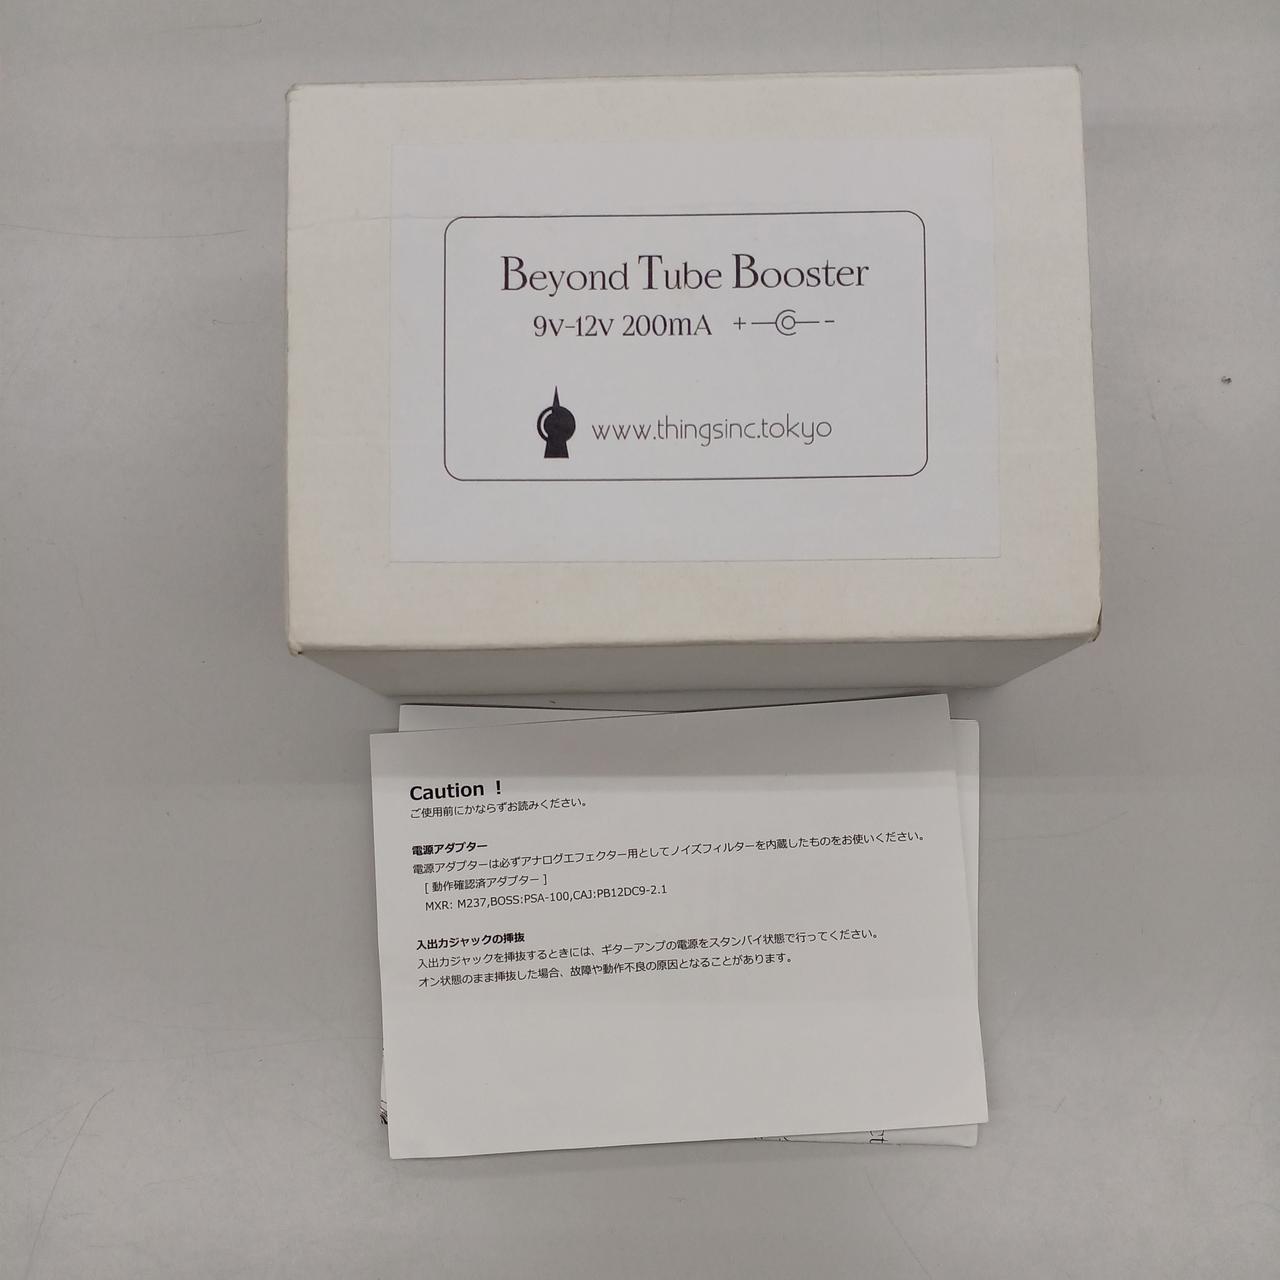 Beyond Tube Booster
9v-12v 200mA + -
www.thingsinc.tokyo
Caution !
ご使用前にかならずお読みください。
電源アダプター
電源アダプターは必ずアナログエフェクター用としてノイズフィルターを内蔵したものをお使いください。
[ 動作確認済アダプター ]
MXR: M237,BOSS:PSA-100,CAJ:PB12DC9-2.1
入出力ジャックの挿抜
入出力ジャックを挿抜するときには、ギターアンプの電源をスタンバイ状態で行ってください。
オン状態のまま挿抜した場合、故障や動作不良の原因となることがあります。